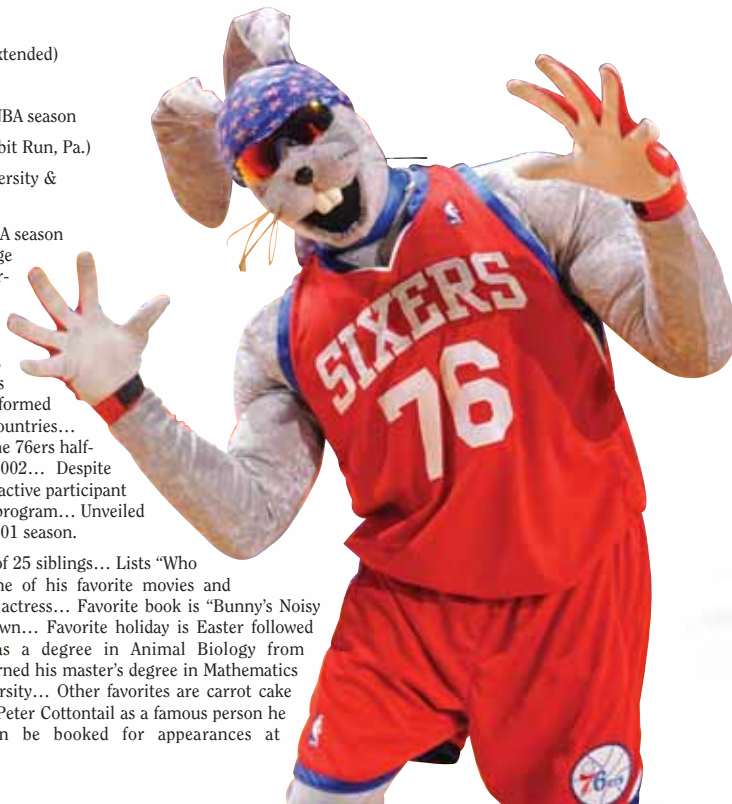 xtended)
NBA season
bit Run, Pa.)
ersity &
A season
ge
r-
s
formed
ountries…
e 76ers half-
002… Despite
active participant
program… Unveiled
01 season.
of 25 siblings… Lists “Who
ne of his favorite movies and
actress… Favorite book is “Bunny's Noisy
wn… Favorite holiday is Easter followed
as a degree in Animal Biology from
rned his master's degree in Mathematics
rsity… Other favorites are carrot cake
Peter Cottontail as a famous person he
n be booked for appearances at
SIXERS
76
76ers